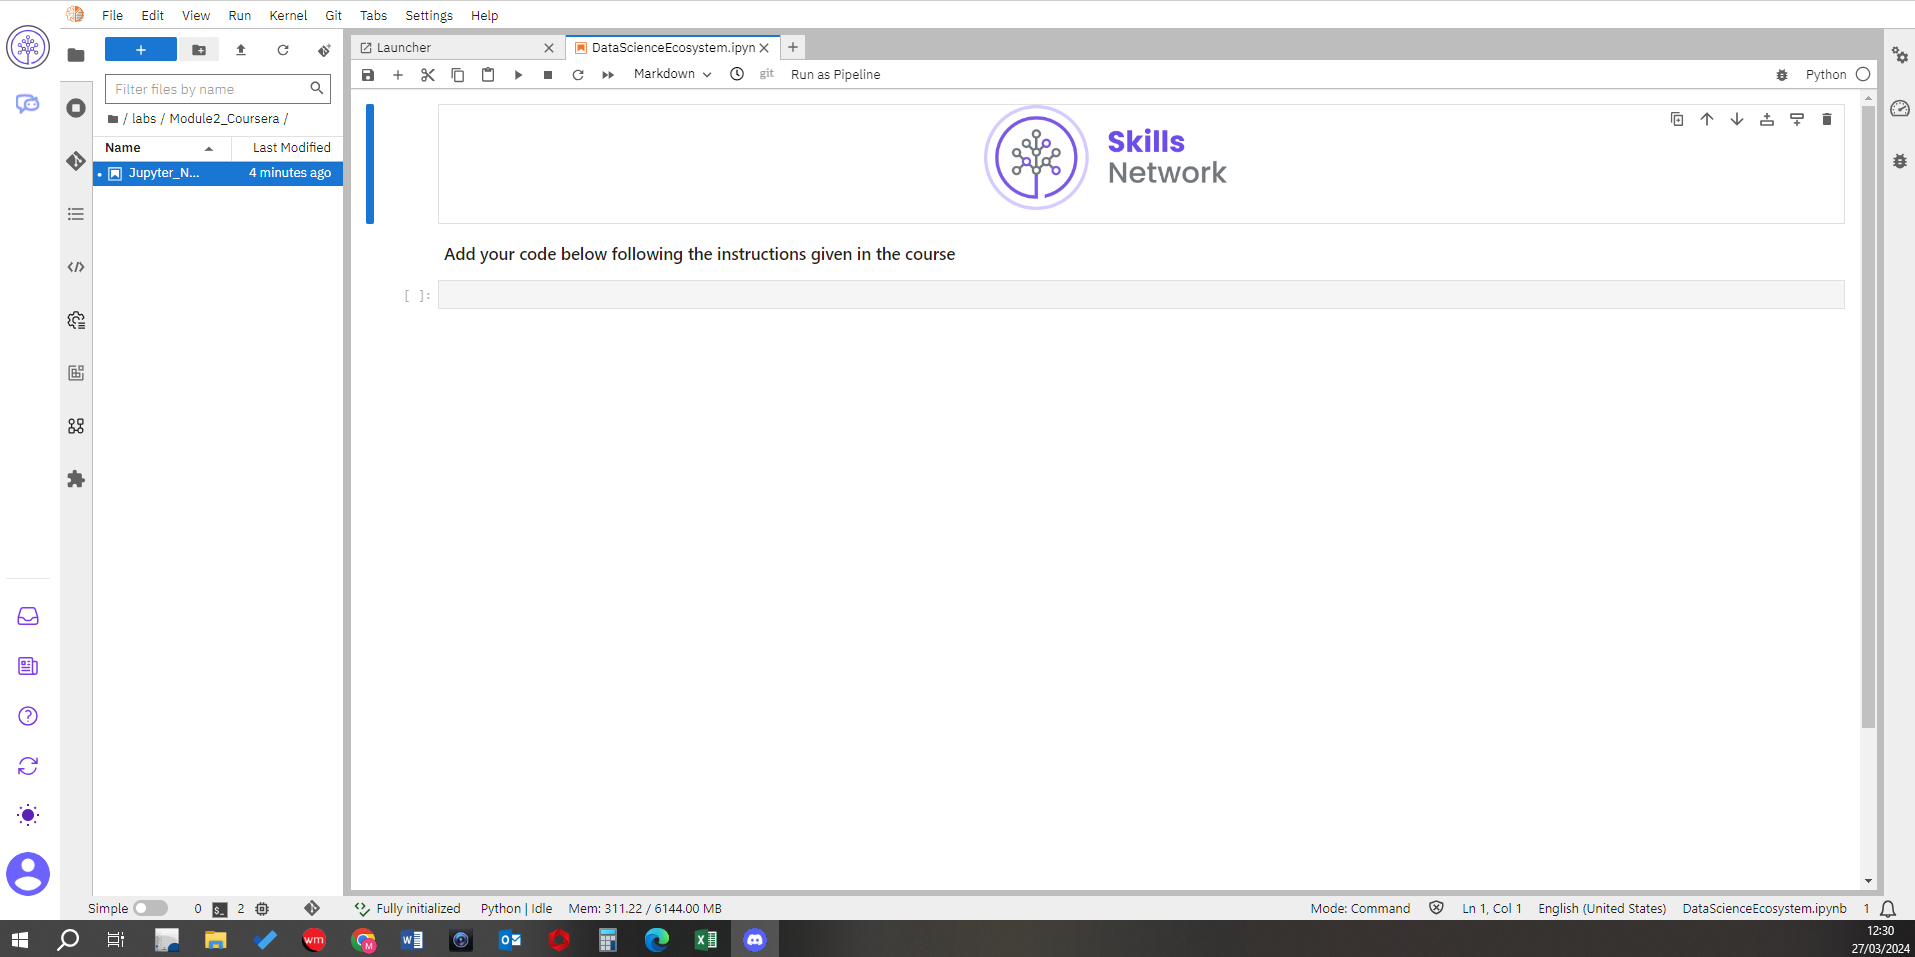 File Edit View Run Kernel Git Tabs Settings Help
Launcher
DataScienceEcosystem.ipyn
Markdown
git
Run as Pipeline
Python
Filter files by name
/ labs / Module2_Coursera /
Name
Last Modified
Jupyter_N...
4 minutes ago
Skills
Network
Add your code below following the instructions given in the course
[ ]:
Simple
0
$_
2
Fully initialized
Python | Idle
Mem: 311.22 / 6144.00 MB
Mode: Command
Ln 1, Col 1
English (United States)
DataScienceEcosystem.ipynb
1
wm
M
12:30
27/03/2024